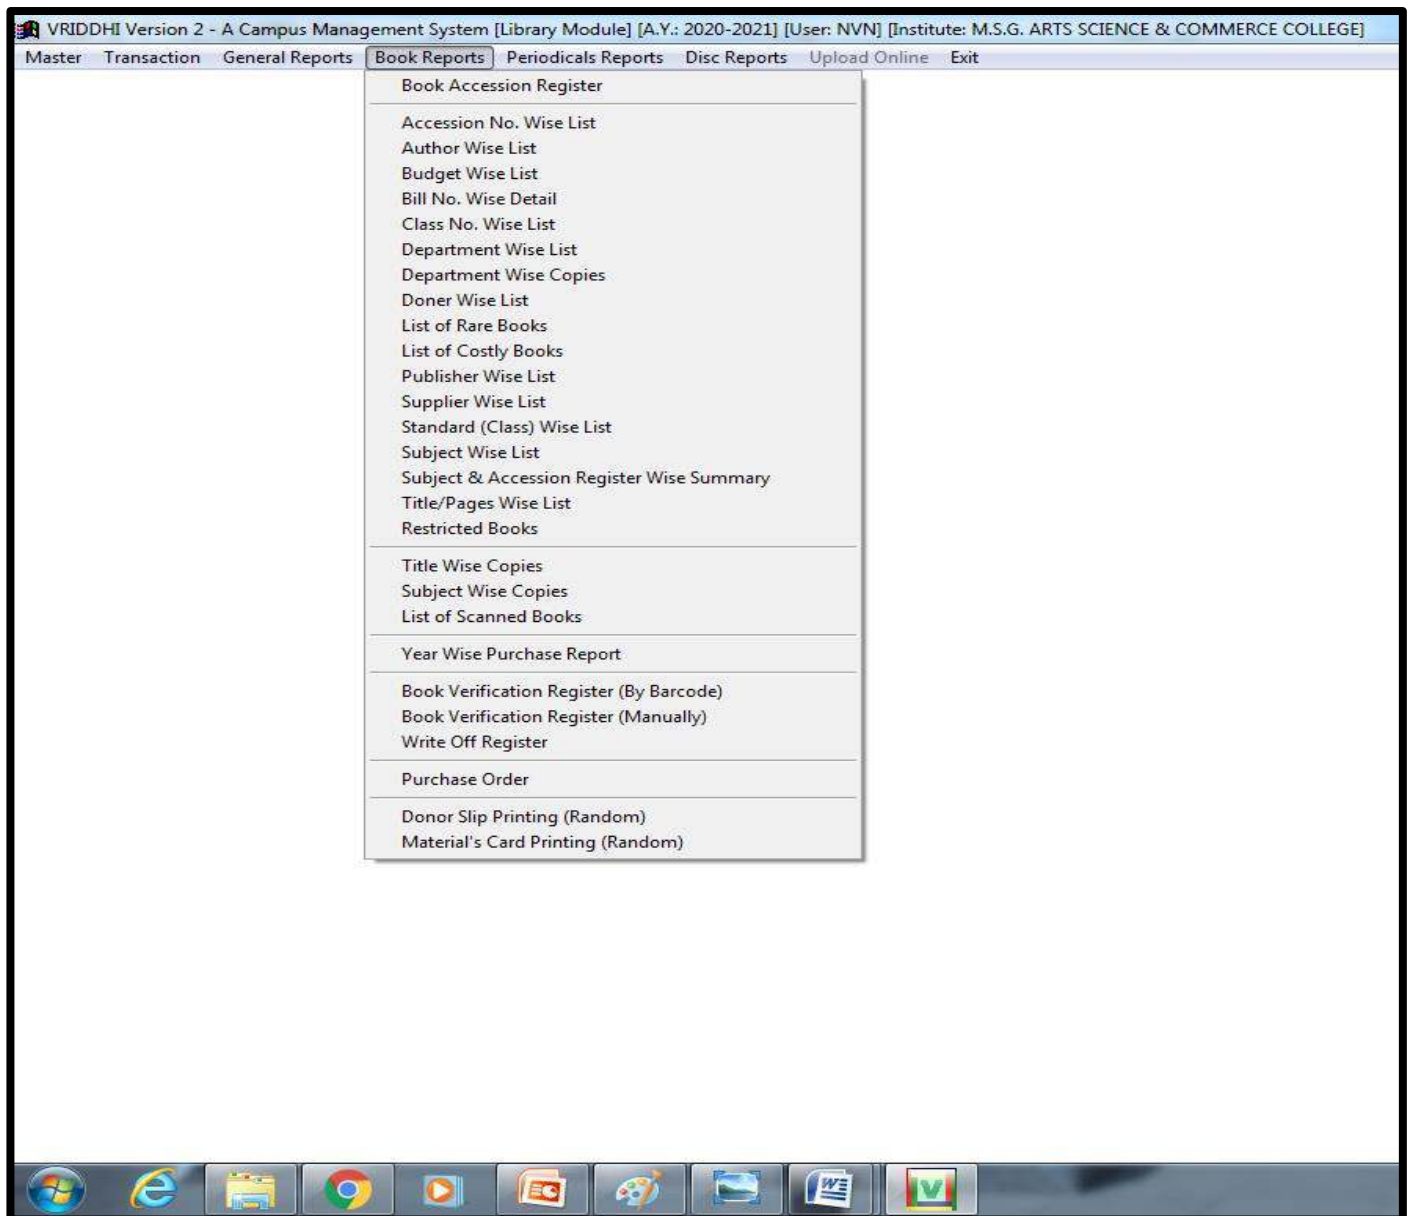 VRIDDHI Version 2 - A Campus Management System [Library Module] [A.Y.: 2020-2021] [User: NVN] [Institute: M.S.G. ARTS SCIENCE & COMMERCE COLLEGE]
Master Transaction General Reports Book Reports Periodicals Reports Disc Reports Upload Online Exit
Book Accession Register
Accession No. Wise List
Author Wise List
Budget Wise List
Bill No. Wise Detail
Class No. Wise List
Department Wise List
Department Wise Copies
Doner Wise List
List of Rare Books
List of Costly Books
Publisher Wise List
Supplier Wise List
Standard (Class) Wise List
Subject Wise List
Subject & Accession Register Wise Summary
Title/Pages Wise List
Restricted Books
Title Wise Copies
Subject Wise Copies
List of Scanned Books
Year Wise Purchase Report
Book Verification Register (By Barcode)
Book Verification Register (Manually)
Write Off Register
Purchase Order
Donor Slip Printing (Random)
Material's Card Printing (Random)